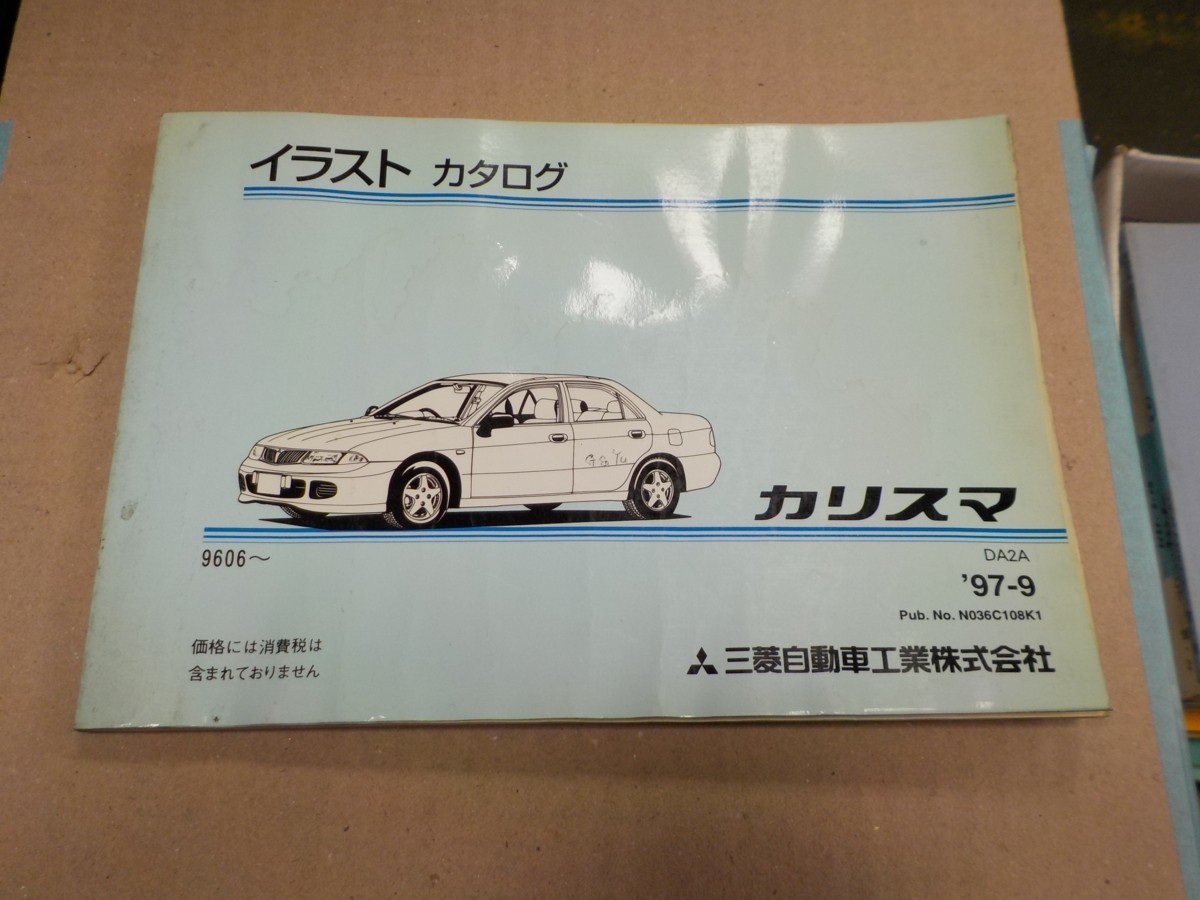 イラスト カタログ
カリスマ
9606～
DA2A
'97-9
Pub. No. N036C108K1
価格には消費税は
含まれておりません
三菱自動車工業株式会社